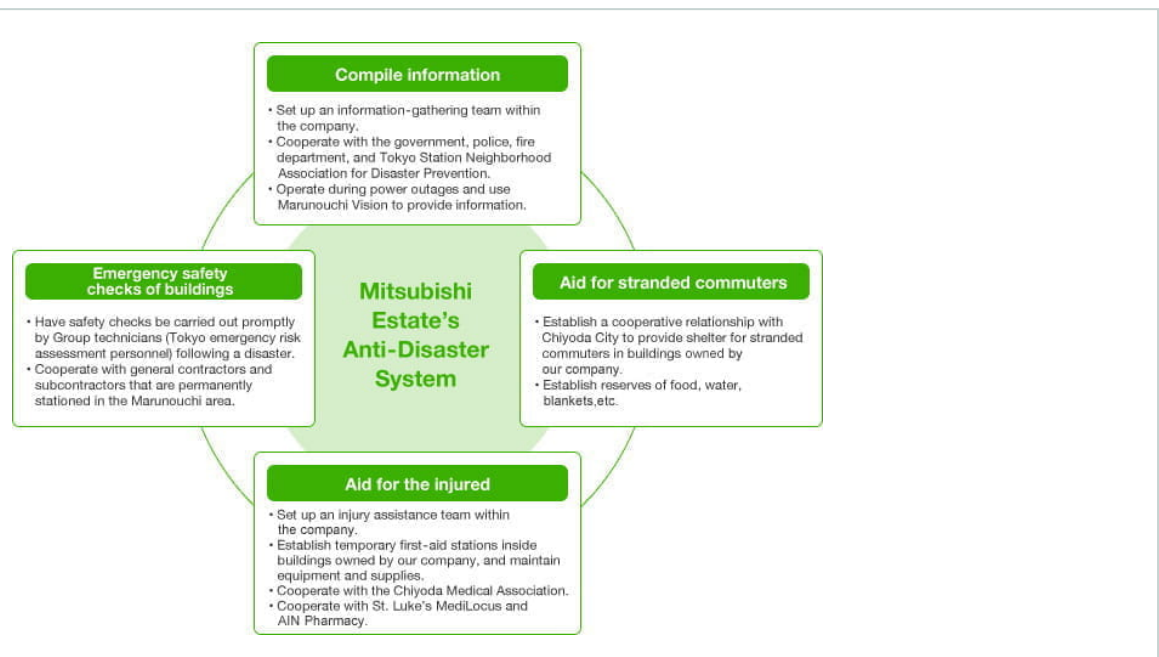 Compile information
• Set up an information-gathering team within
the company.
• Cooperate with the government, police, fire
department, and Tokyo Station Neighborhood
Association for Disaster Prevention.
• Operate during power outages and use
Marunouchi Vision to provide information.
Emergency safety
checks of buildings
• Have safety checks be carried out promptly
by Group technicians (Tokyo emergency risk
assessment personnel) following a disaster.
• Cooperate with general contractors and
subcontractors that are permanently
stationed in the Marunouchi area.
Mitsubishi
Estate's
Anti-Disaster
System
Aid for stranded commuters
• Establish a cooperative relationship with
Chiyoda City to provide shelter for stranded
commuters in buildings owned by
our company.
• Establish reserves of food, water,
blankets,etc.
Aid for the injured
• Set up an injury assistance team within
the company.
• Establish temporary first-aid stations inside
buildings owned by our company, and maintain
equipment and supplies.
• Cooperate with the Chiyoda Medical Association.
• Cooperate with St. Luke's MediLocus and
AIN Pharmacy.